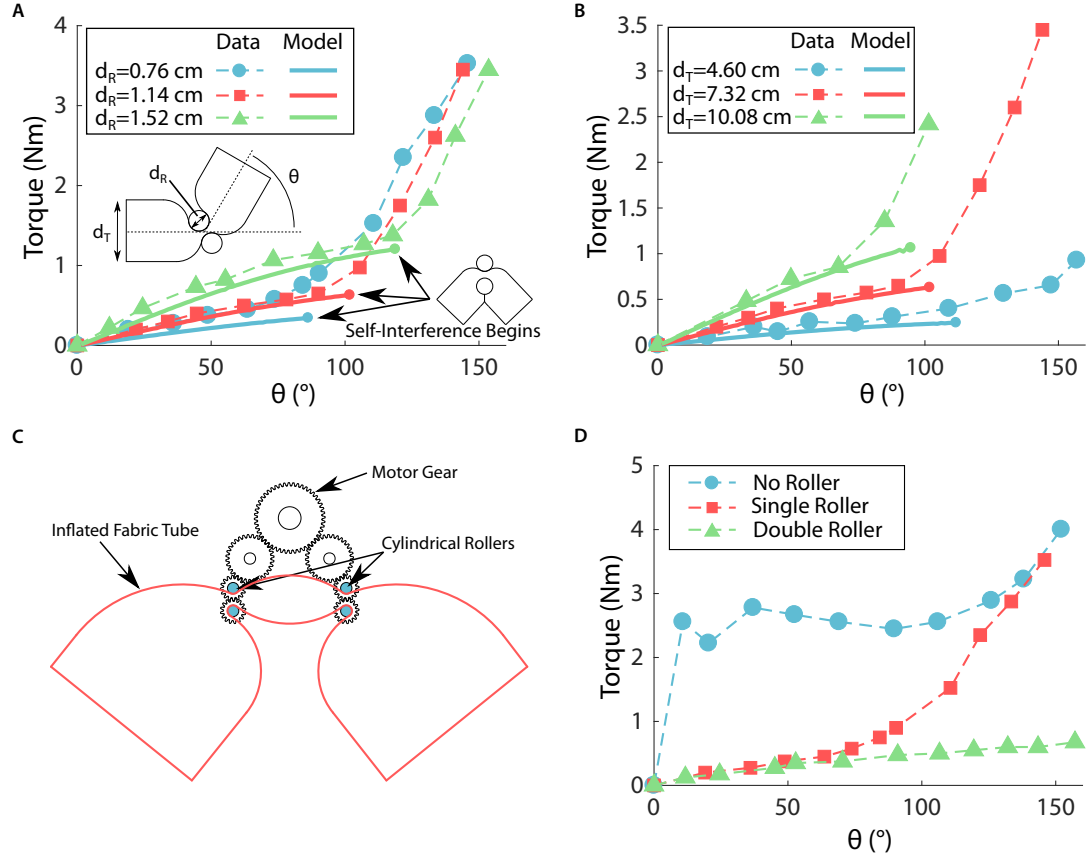 A
Torque (Nm)
4
3
2
1
0
0
50
100
150
θ (°)
Data Model
d_R=0.76 cm
d_R=1.14 cm
d_R=1.52 cm
d_R
θ
d_T
Self-Interference Begins
B
Torque (Nm)
3.5
3
2.5
2
1.5
1
0.5
0
0
50
100
150
θ (°)
Data Model
d_T=4.60 cm
d_T=7.32 cm
d_T=10.08 cm
C
Motor Gear
Inflated Fabric Tube
Cylindrical Rollers
D
Torque (Nm)
5
4
3
2
1
0
0
50
100
150
θ (°)
No Roller
Single Roller
Double Roller